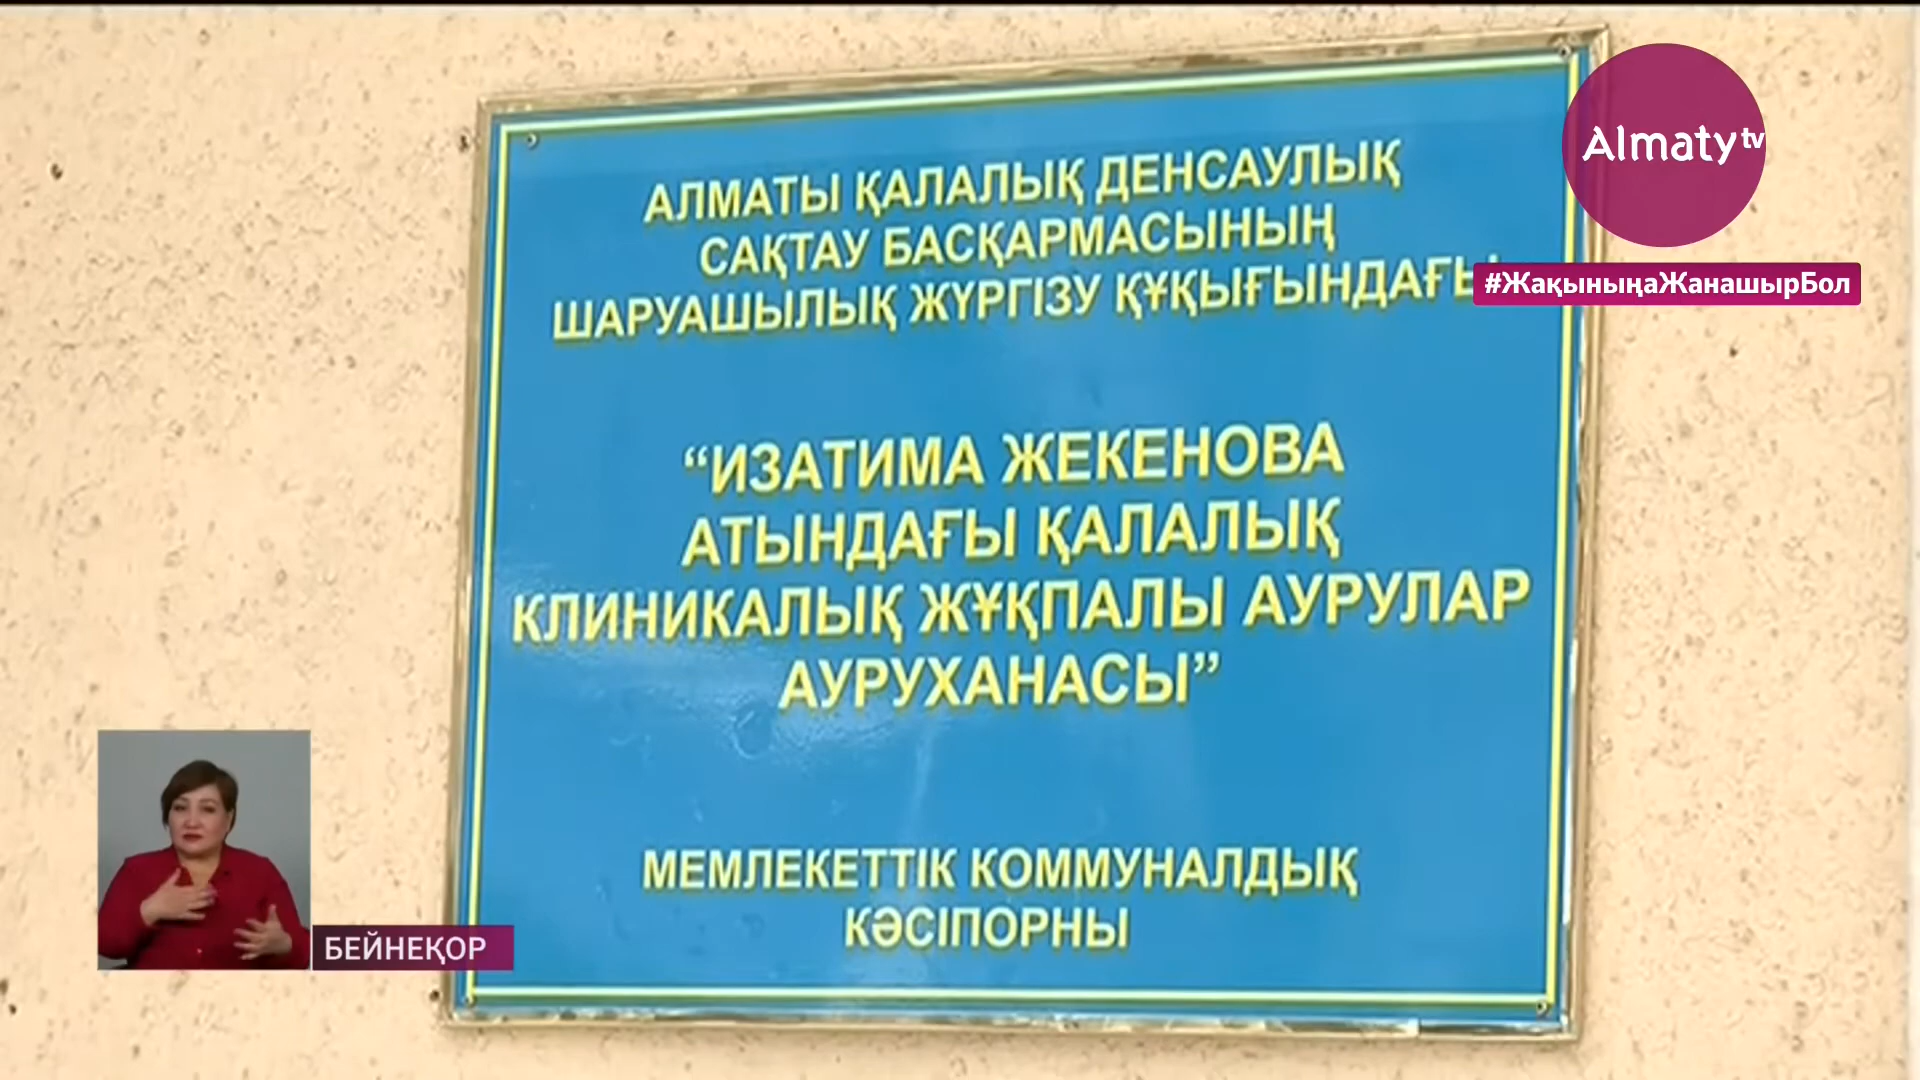 Almaty tv
#ЖақыныңаЖанашырБол
АЛМАТЫ ҚАЛАЛЫҚ ДЕНСАУЛЫҚ
САҚТАУ БАСҚАРМАСЫНЫҢ
ШАРУАШЫЛЫҚ ЖҮРГІЗУ ҚҰҚЫҒЫНДАҒЫ
“ИЗАТИМА ЖЕКЕНОВА
АТЫНДАҒЫ ҚАЛАЛЫҚ
КЛИНИКАЛЫҚ ЖҰҚПАЛЫ АУРУЛАР
АУРУХАНАСЫ”
МЕМЛЕКЕТТІК КОММУНАЛДЫҚ
КӘСІПОРНЫ
БЕЙНЕҚОР